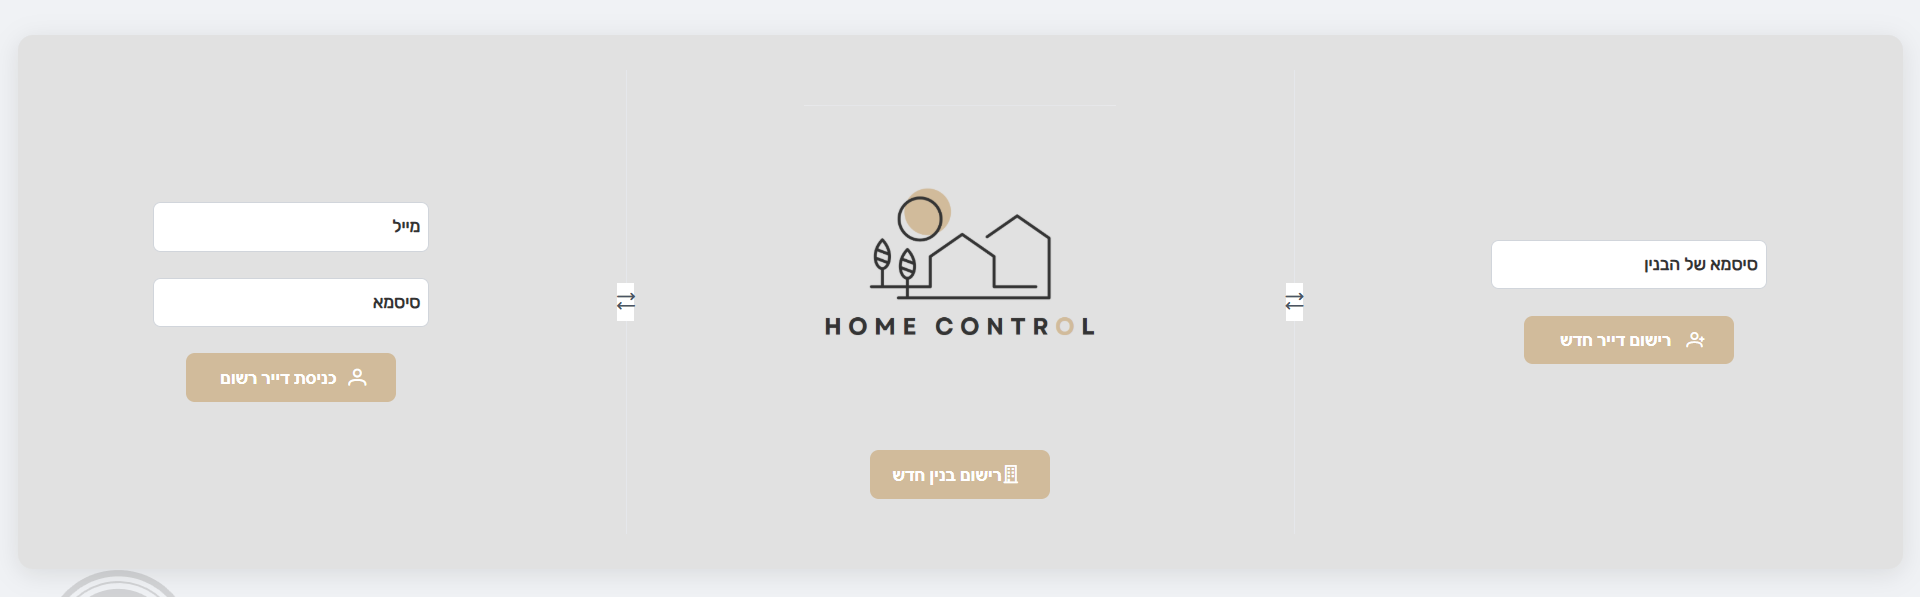 סיסמא של הבנין
רישום דייר חדש
HOME CONTROL
רישום בנין חדש
מייל
סיסמא
כניסת דייר רשום